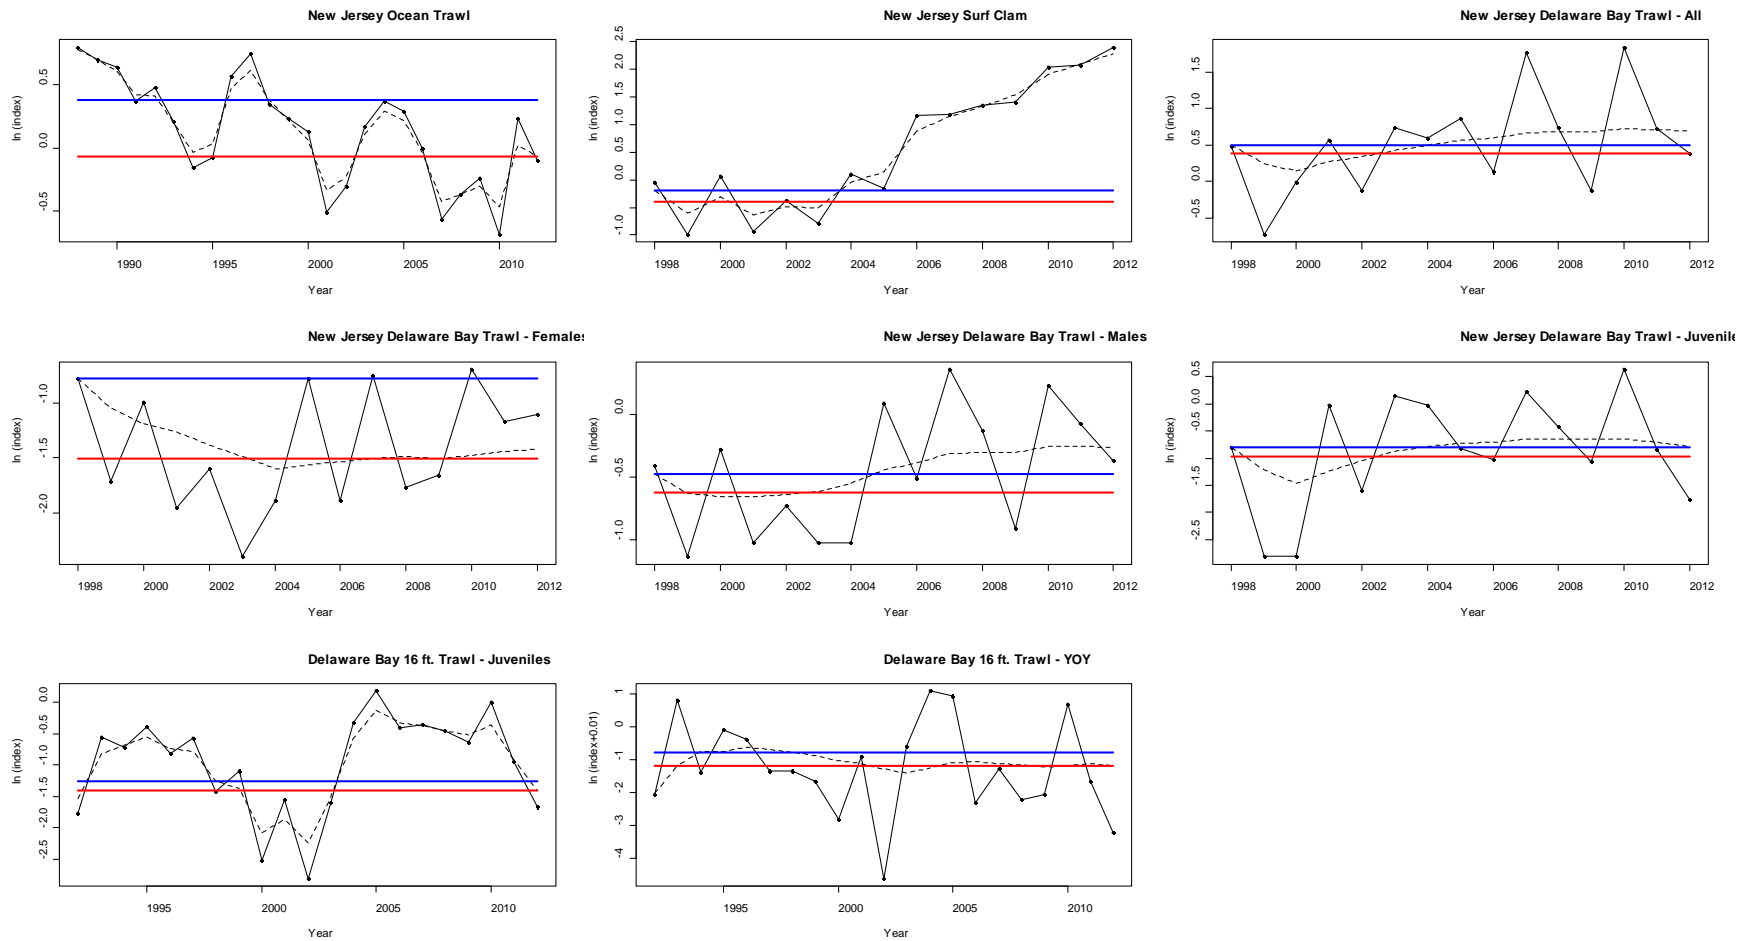 New Jersey Ocean Trawl
ln (index)
0.5
0.0
-0.5
1990 1995 2000 2005 2010
Year
New Jersey Surf Clam
ln (index)
2.5
2.0
1.5
1.0
0.5
0.0
-1.0
1998 2000 2002 2004 2006 2008 2010 2012
Year
New Jersey Delaware Bay Trawl - All
ln (index)
1.5
1.0
0.5
0.0
-0.5
1998 2000 2002 2004 2006 2008 2010 2012
Year
New Jersey Delaware Bay Trawl - Females
ln (index)
-1.0
-1.5
-2.0
1998 2000 2002 2004 2006 2008 2010 2012
Year
New Jersey Delaware Bay Trawl - Males
ln (index)
0.0
-0.5
-1.0
1998 2000 2002 2004 2006 2008 2010 2012
Year
New Jersey Delaware Bay Trawl - Juvenile
ln (index)
0.5
0.0
-0.5
-1.5
-2.5
1998 2000 2002 2004 2006 2008 2010 2012
Year
Delaware Bay 16 ft. Trawl - Juveniles
ln (index)
0.0
-0.5
-1.0
-1.5
-2.0
-2.5
1995 2000 2005 2010
Year
Delaware Bay 16 ft. Trawl - YOY
ln (index+0.01)
1
0
-1
-2
-3
-4
1995 2000 2005 2010
Year